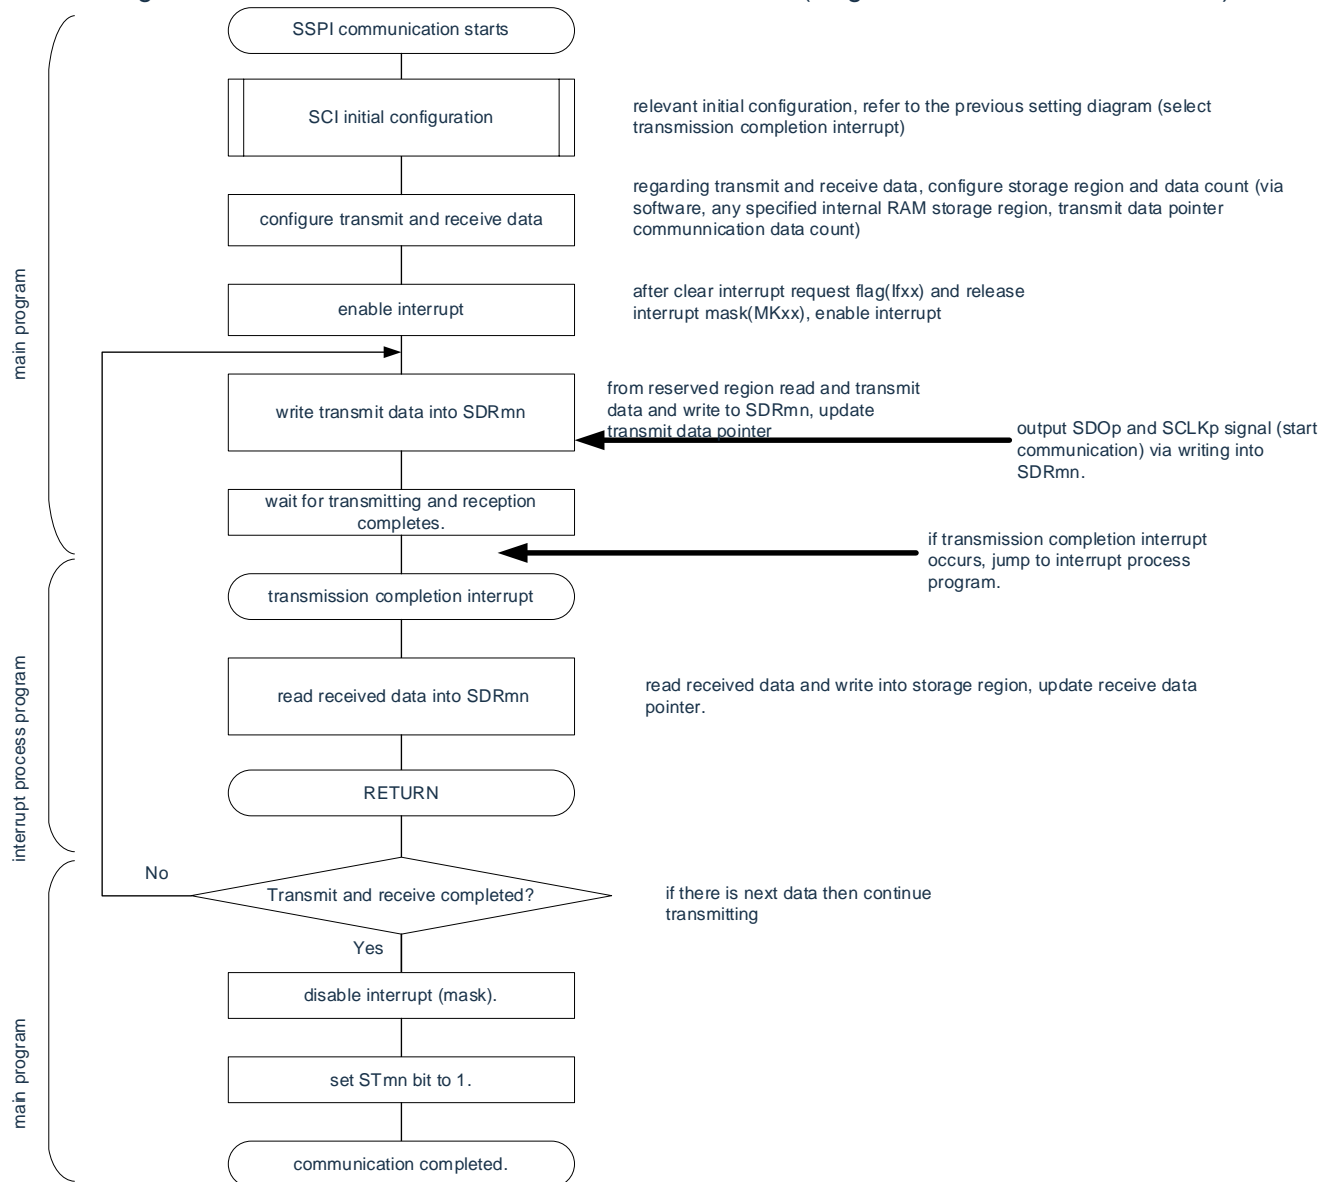 SSPI communication starts
SCI initial configuration
relevant initial configuration, refer to the previous setting diagram (select
transmission completion interrupt)
configure transmit and receive data
regarding transmit and receive data, configure storage region and data count (via
software, any specified internal RAM storage region, transmit data pointer
communnication data count)
main program
enable interrupt
after clear interrupt request flag(Ifxx) and release
interrupt mask(MKxx), enable interrupt
write transmit data into SDRmn
from reserved region read and transmit
data and write to SDRmn, update
transmit data pointer
output SDOp and SCLKp signal (start
communication) via writing into
SDRmn.
wait for transmitting and reception
completes.
if transmission completion interrupt
occurs, jump to interrupt process
program.
transmission completion interrupt
interrupt process program
read received data into SDRmn
read received data and write into storage region, update receive data
pointer.
RETURN
No
Transmit and receive completed?
if there is next data then continue
transmitting
Yes
disable interrupt (mask).
main program
set STmn bit to 1.
communication completed.